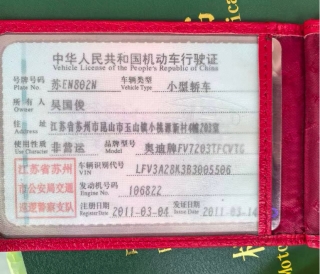 中华人民共和国机动车行驶证
Vehicle License of the People's Republic of China
号牌号码 苏EN802W 车辆类型 小型轿车
Plate No. Vehicle Type
所有人 吴国俊
Owner
住址 江苏省苏州市昆山市玉山镇小桃源新村4幢203室
Address
使用性质 非营运 品牌型号 奥迪牌FV7203TFCVTG
Use Character Model
江苏省苏州
市公安局交通
巡逻警察支队
车辆识别代号 LFV3A28K3B3005506
VIN
发动机号码 106822
Engine No.
注册日期 2011-03-04 发证日期 2011-03-14
Register Date Issue Date